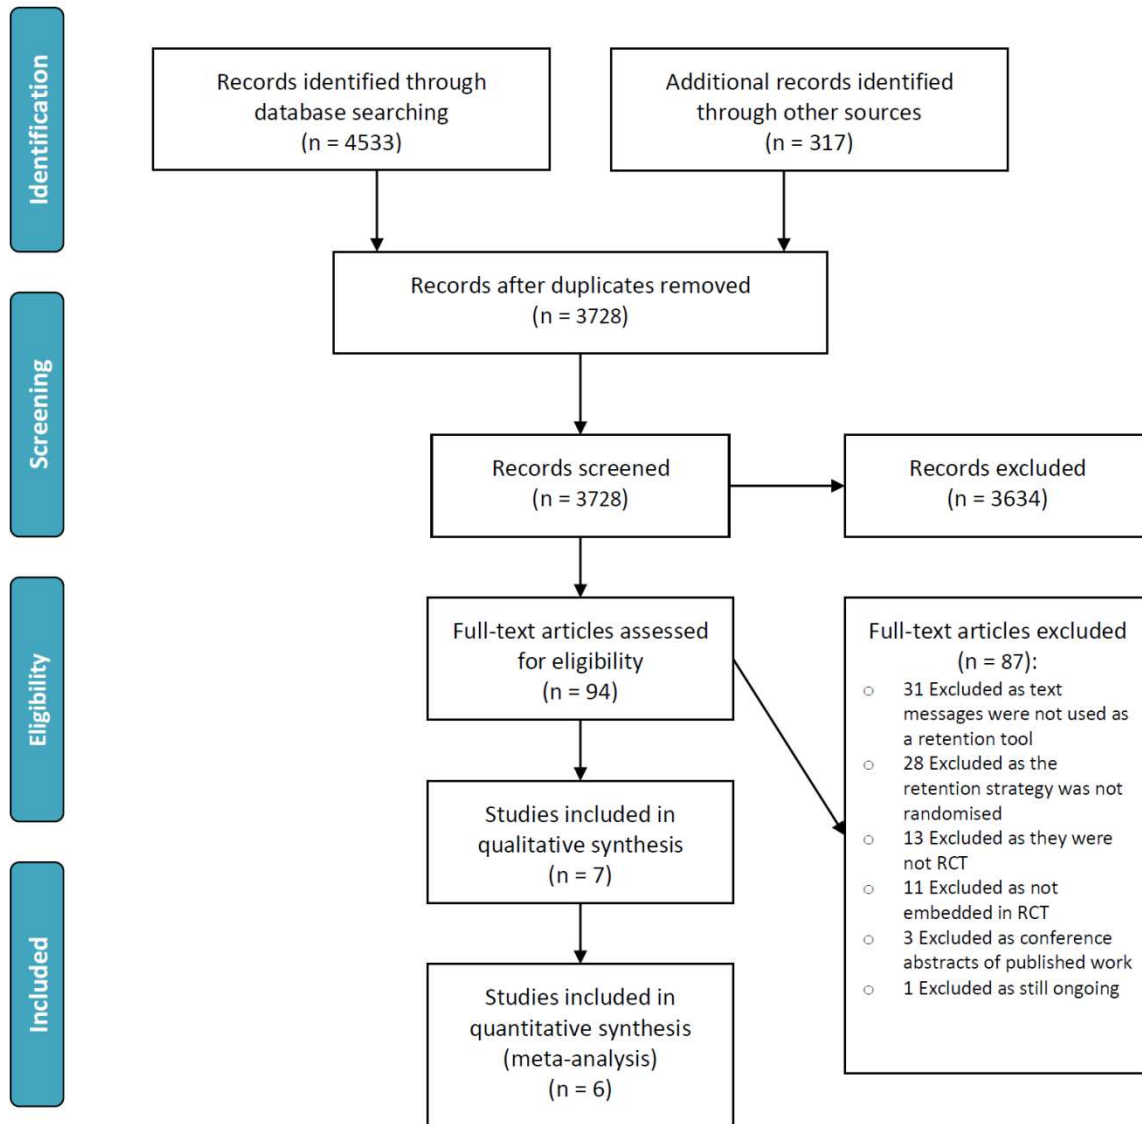 Identification
Records identified through
database searching
(n = 4533)
Additional records identified
through other sources
(n = 317)
Records after duplicates removed
(n = 3728)
Screening
Records screened
(n = 3728)
Records excluded
(n = 3634)
Eligibility
Full-text articles assessed
for eligibility
(n = 94)
Full-text articles excluded
(n = 87):
○ 31 Excluded as text
messages were not used as
a retention tool
○ 28 Excluded as the
retention strategy was not
randomised
○ 13 Excluded as they were
not RCT
○ 11 Excluded as not
embedded in RCT
○ 3 Excluded as conference
abstracts of published work
○ 1 Excluded as still ongoing
Studies included in
qualitative synthesis
(n = 7)
Included
Studies included in
quantitative synthesis
(meta-analysis)
(n = 6)